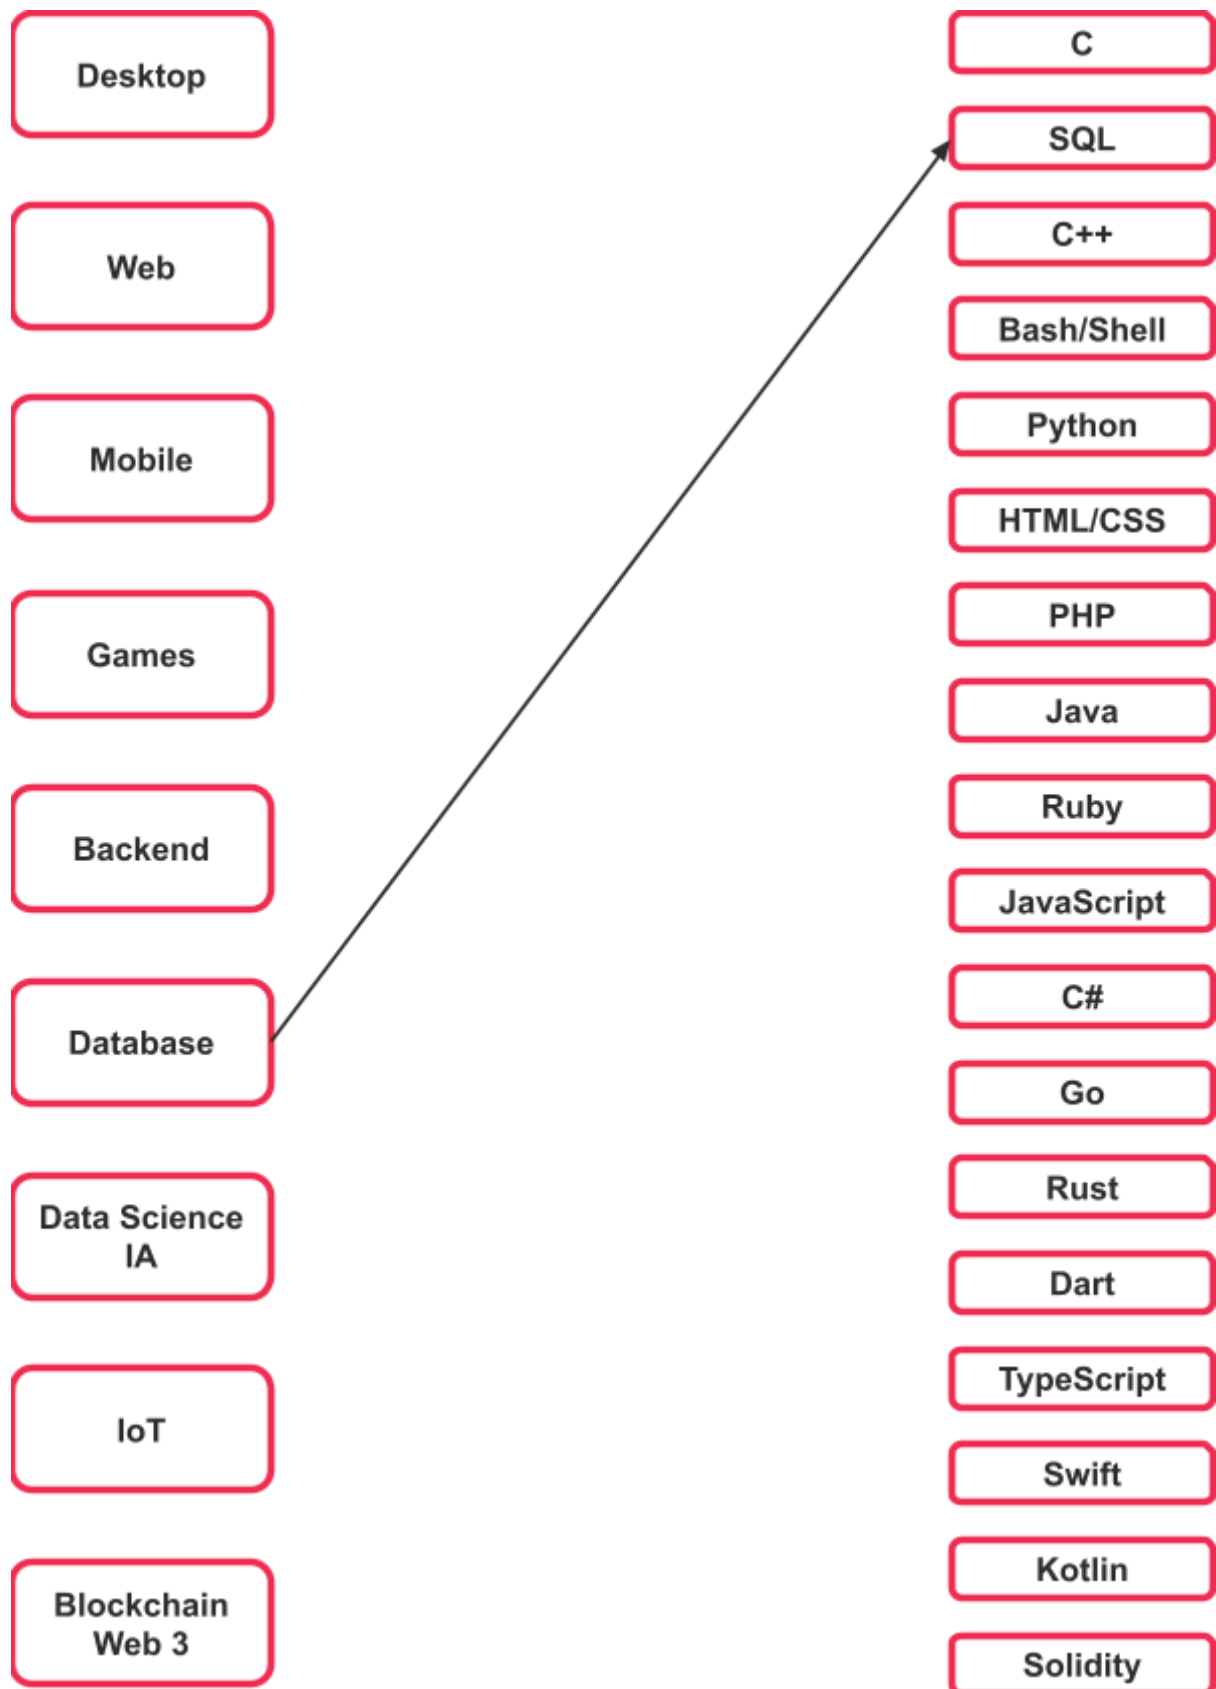 Desktop
Web
Mobile
Games
Backend
Database
Data Science
IA
IoT
Blockchain
Web 3
C
SQL
C++
Bash/Shell
Python
HTML/CSS
PHP
Java
Ruby
JavaScript
C#
Go
Rust
Dart
TypeScript
Swift
Kotlin
Solidity